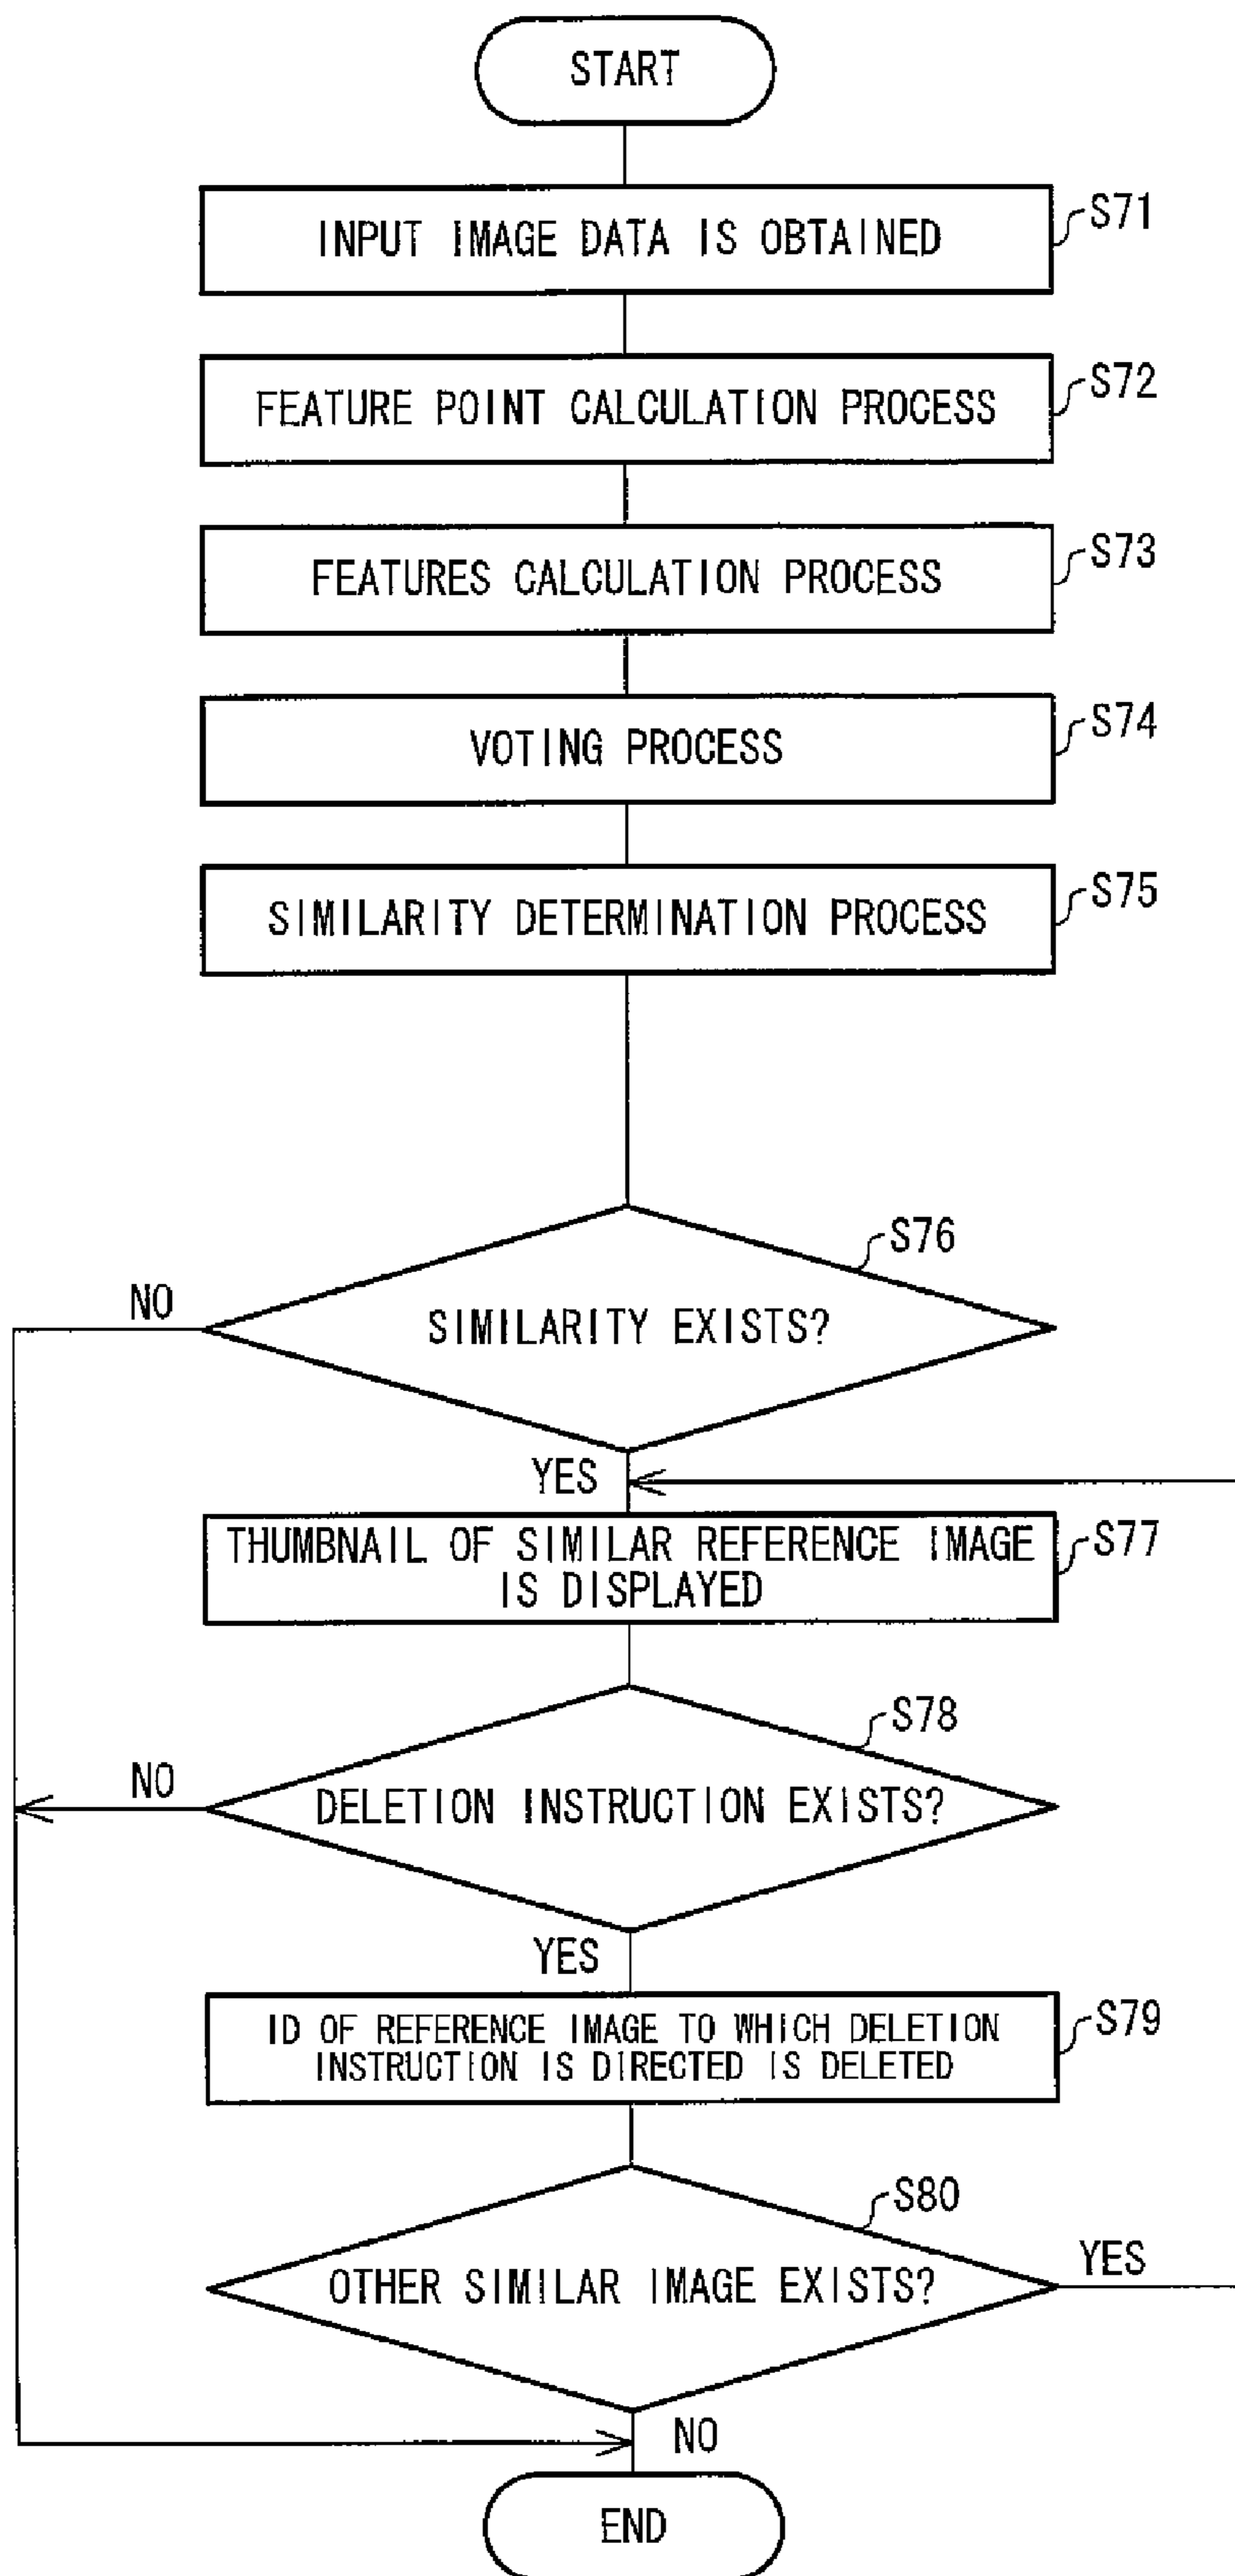 START
INPUT IMAGE DATA IS OBTAINED
S71
FEATURE POINT CALCULATION PROCESS
S72
FEATURES CALCULATION PROCESS
S73
VOTING PROCESS
S74
SIMILARITY DETERMINATION PROCESS
S75
S76
NO
SIMILARITY EXISTS?
YES
THUMBNAIL OF SIMILAR REFERENCE IMAGE
IS DISPLAYED
S77
S78
NO
DELETION INSTRUCTION EXISTS?
YES
ID OF REFERENCE IMAGE TO WHICH DELETION
INSTRUCTION IS DIRECTED IS DELETED
S79
S80
OTHER SIMILAR IMAGE EXISTS?
YES
NO
END